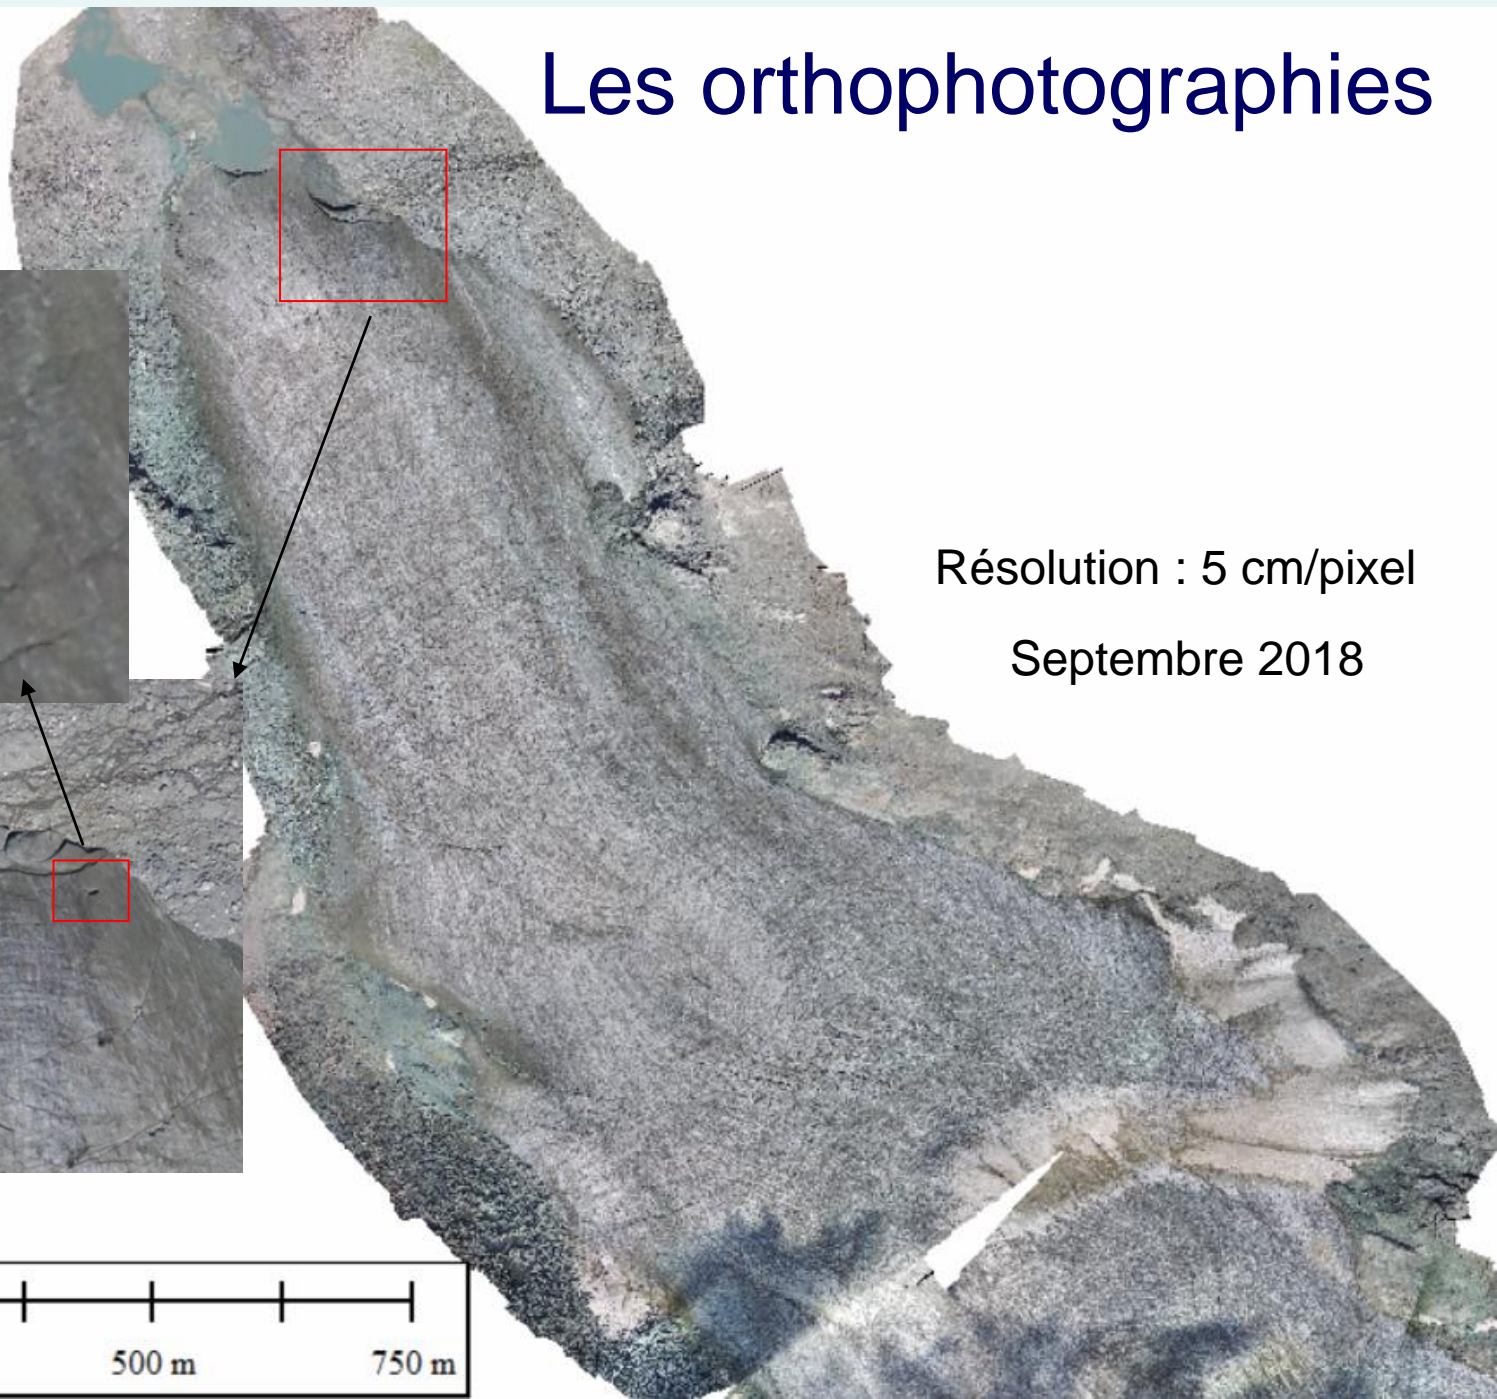 Les orthophotographies
Résolution : 5 cm/pixel
Septembre 2018
500 m
750 m